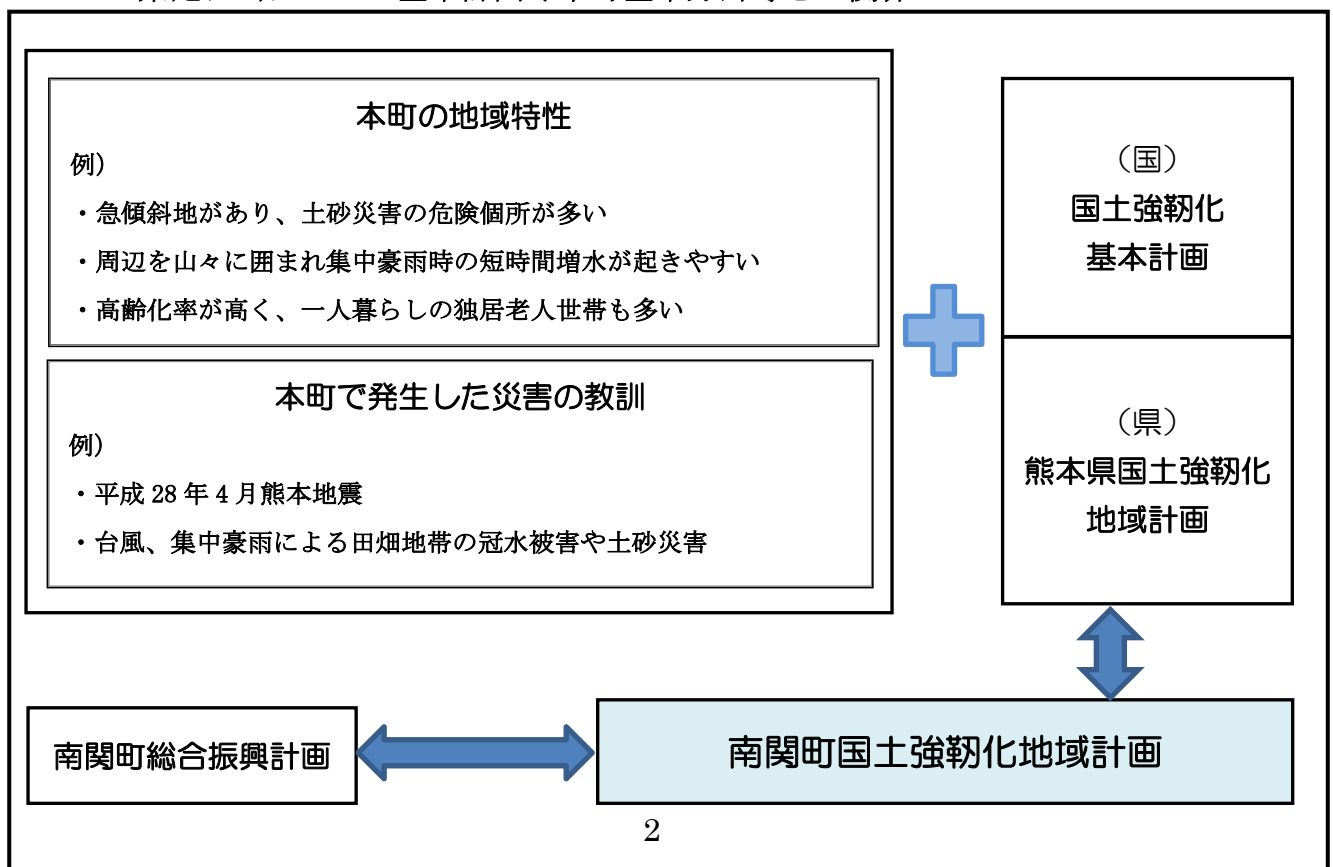 本町の地域特性
例）
・急傾斜地があり、土砂災害の危険個所が多い
・周辺を山々に囲まれ集中豪雨時の短時間増水が起きやすい
・高齢化率が高く、一人暮らしの独居老人世帯も多い
本町で発生した災害の教訓
例）
・平成 28 年 4 月熊本地震
・台風、集中豪雨による田畑地帯の冠水被害や土砂災害
（国）
国土強靭化
基本計画
（県）
熊本県国土強靭化
地域計画
南関町総合振興計画
南関町国土強靭化地域計画
2